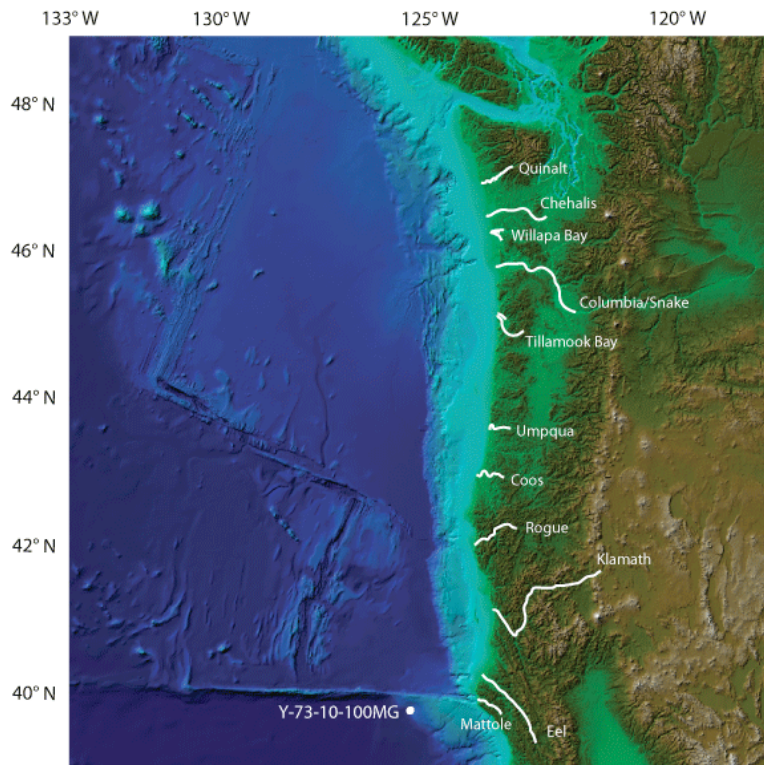 133° W
130° W
125° W
120° W
48° N
Quinalt
Chehalis
46° N
Willapa Bay
Columbia/Snake
Tillamook Bay
44° N
Umpqua
Coos
42° N
Rogue
Klamath
40° N
Y-73-10-100MG
Mattole
Eel